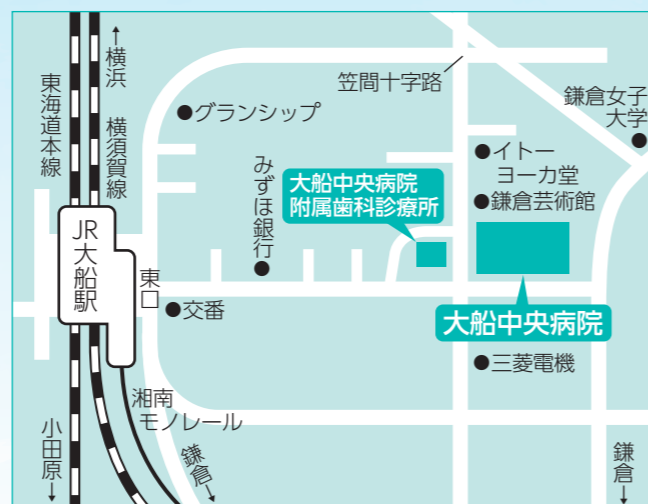 ←横浜
東海道本線
横須賀線
●グランシップ
笠間十字路
鎌倉女子
大学
●
みずほ銀行●
大船中央病院
附属歯科診療所
●イトー
ヨーカ堂
●鎌倉芸術館
JR大船駅
東口
●交番
大船中央病院
●三菱電機
湘南
モノレール
小田原→
鎌倉→
鎌倉→